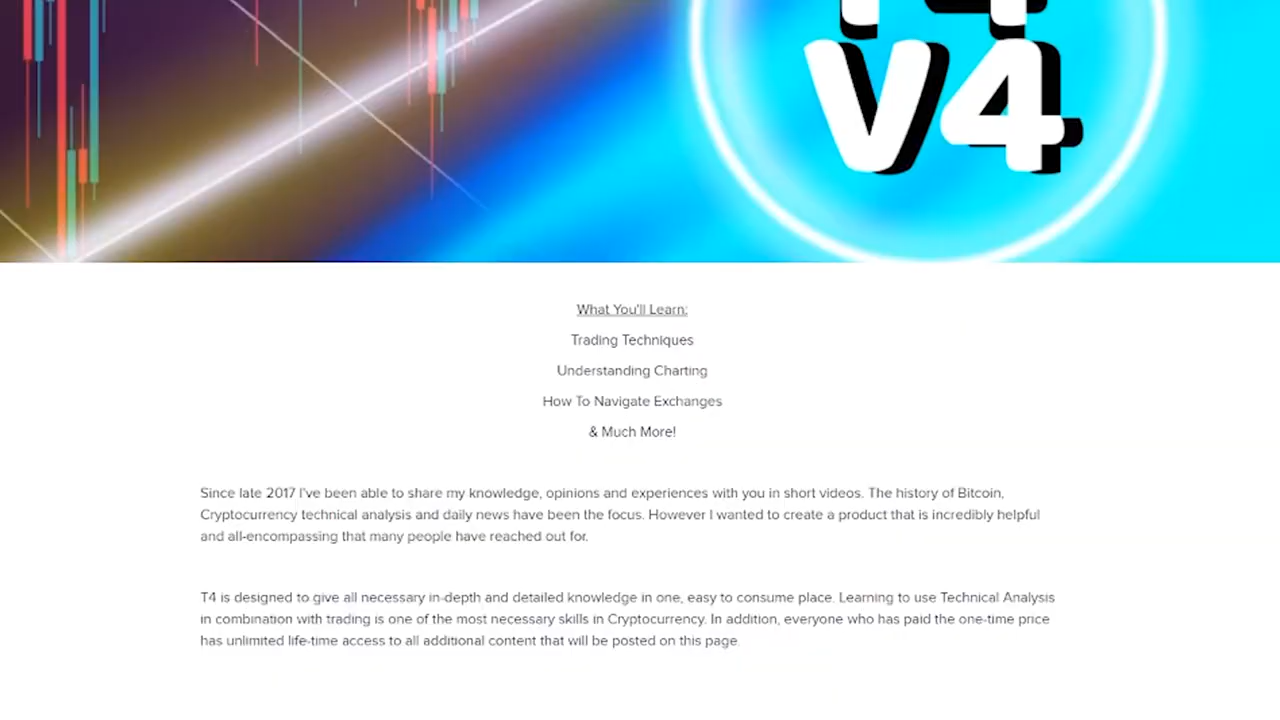 V4
What You'll Learn:
Trading Techniques
Understanding Charting
How To Navigate Exchanges
& Much More!
Since late 2017 I've been able to share my knowledge, opinions and experiences with you in short videos. The history of Bitcoin,
Cryptocurrency technical analysis and daily news have been the focus. However I wanted to create a product that is incredibly helpful
and all-encompassing that many people have reached out for.
T4 is designed to give all necessary in-depth and detailed knowledge in one, easy to consume place. Learning to use Technical Analysis
in combination with trading is one of the most necessary skills in Cryptocurrency. In addition, everyone who has paid the one-time price
has unlimited life-time access to all additional content that will be posted on this page.